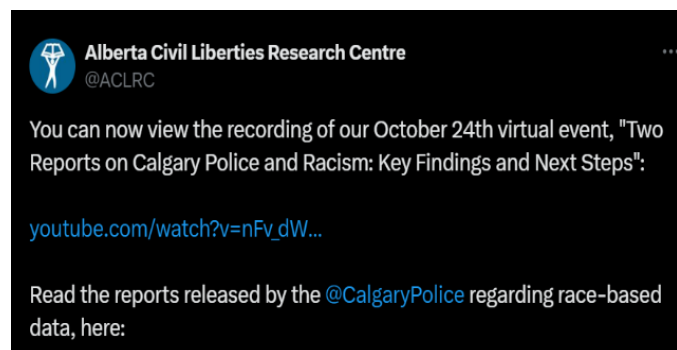 Alberta Civil Liberties Research Centre
@ACLRC
You can now view the recording of our October 24th virtual event, "Two
Reports on Calgary Police and Racism: Key Findings and Next Steps":
youtube.com/watch?v=nFv_dW...
Read the reports released by the @CalgaryPolice regarding race-based
data, here: